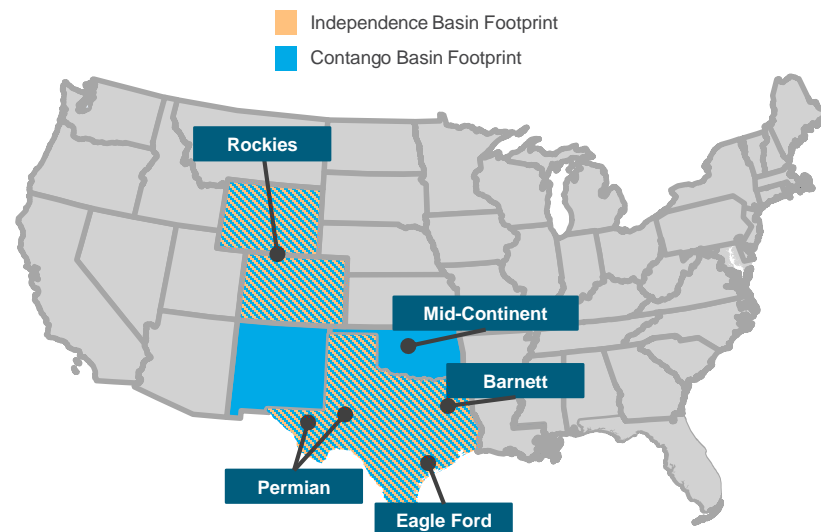 Independence Basin Footprint
Contango Basin Footprint
Rockies
Mid-Continent
Barnett
Permian
Eagle Ford